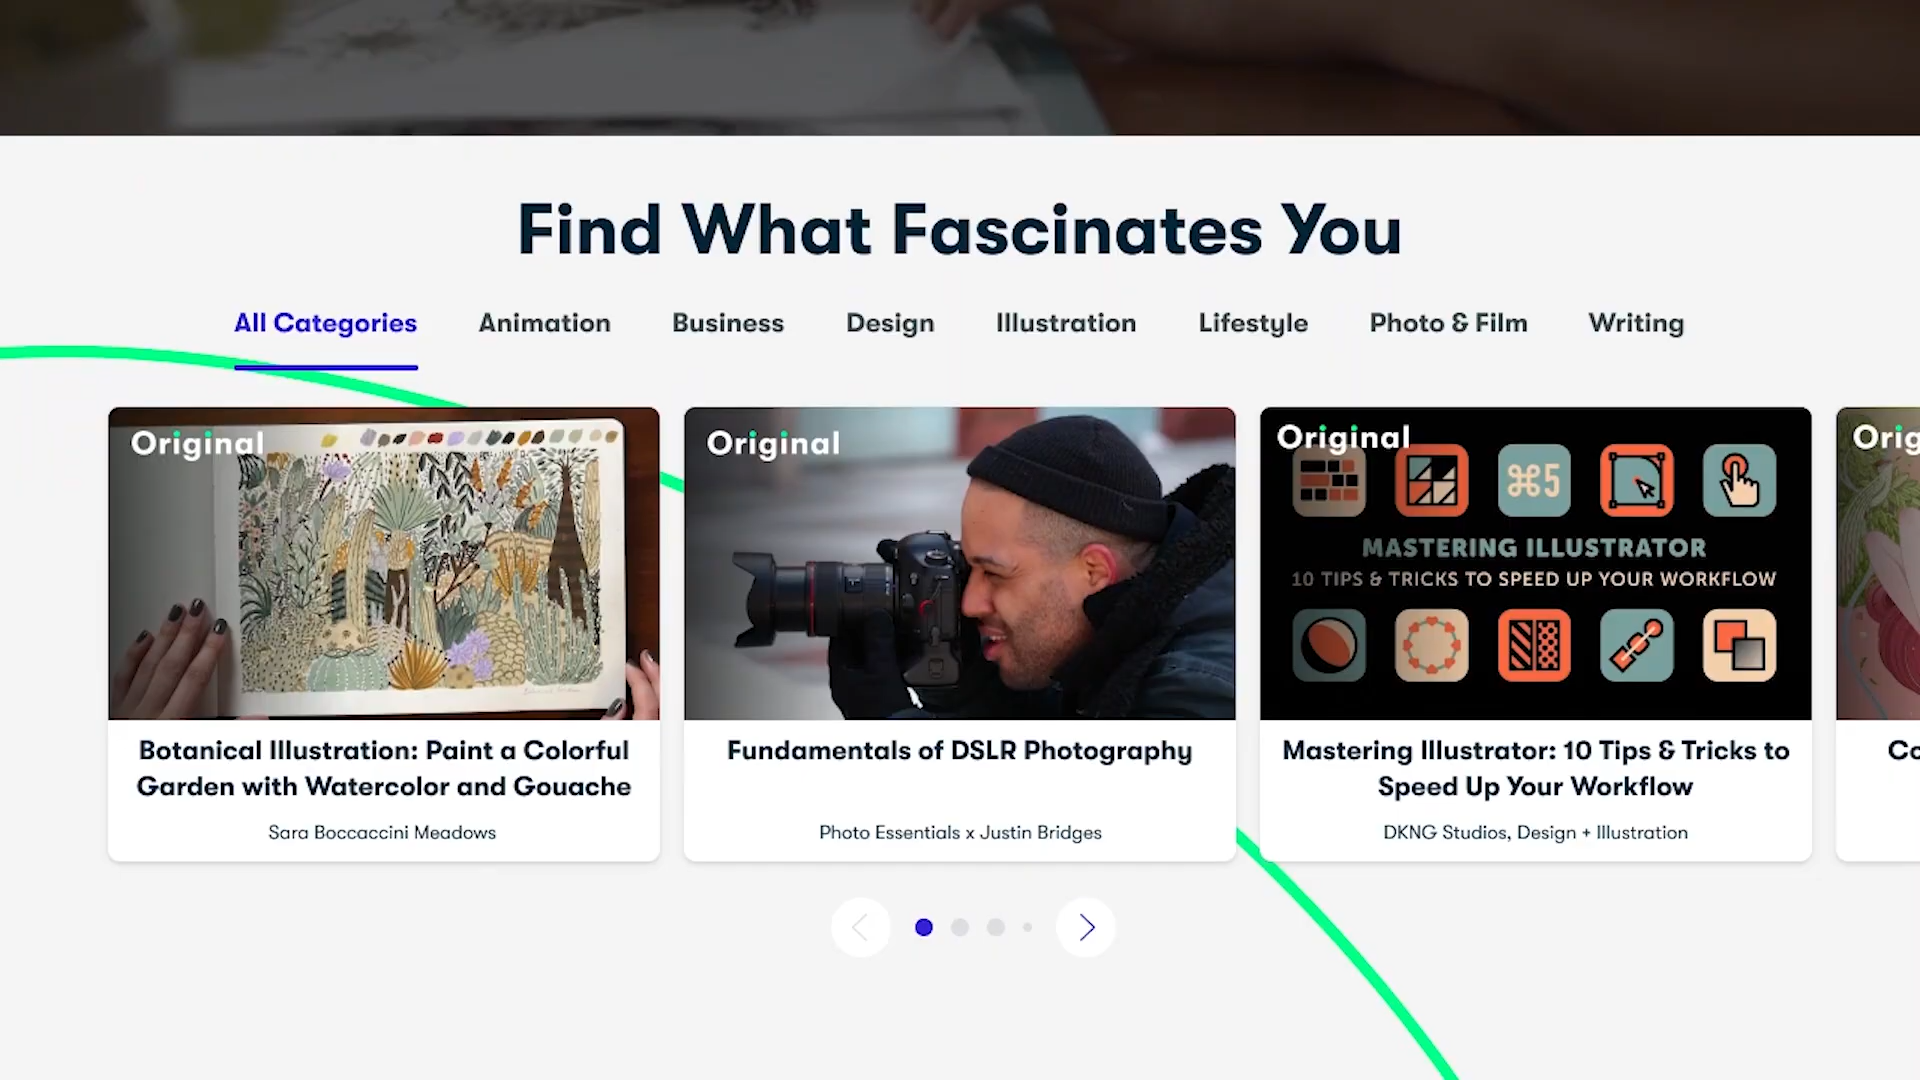 Find What Fascinates You
All Categories Animation Business Design Illustration Lifestyle Photo & Film Writing
Original
Botanical Illustration: Paint a Colorful
Garden with Watercolor and Gouache
Sara Boccaccini Meadows
Original
Fundamentals of DSLR Photography
Photo Essentials x Justin Bridges
Original
⌘5
MASTERING ILLUSTRATOR
10 TIPS & TRICKS TO SPEED UP YOUR WORKFLOW
Mastering Illustrator: 10 Tips & Tricks to
Speed Up Your Workflow
DKNG Studios, Design + Illustration
Orig
Co